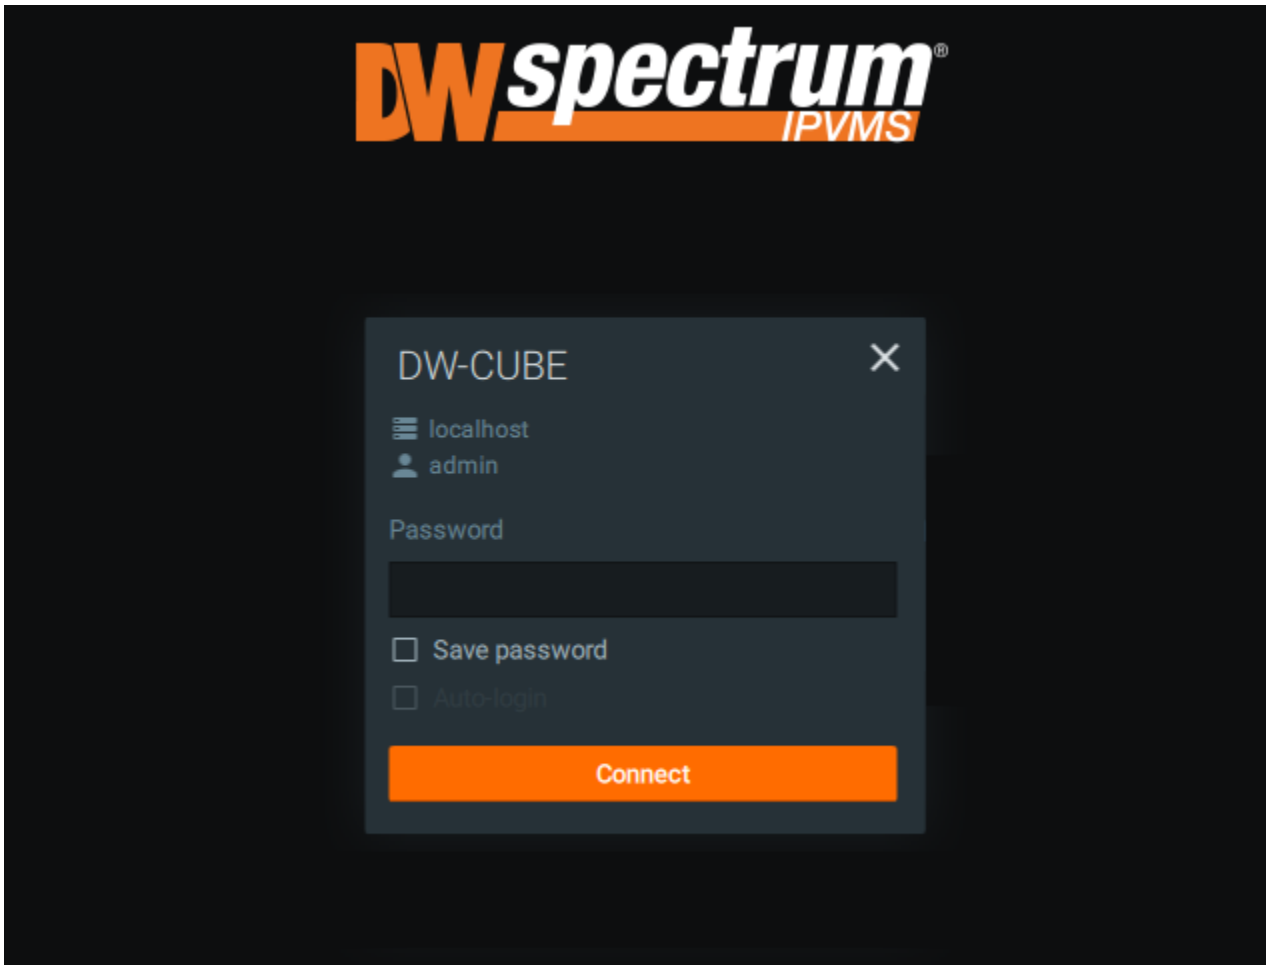 DW spectrum®
IPVMS
DW-CUBE
localhost
admin
Password
Save password
Auto-login
Connect